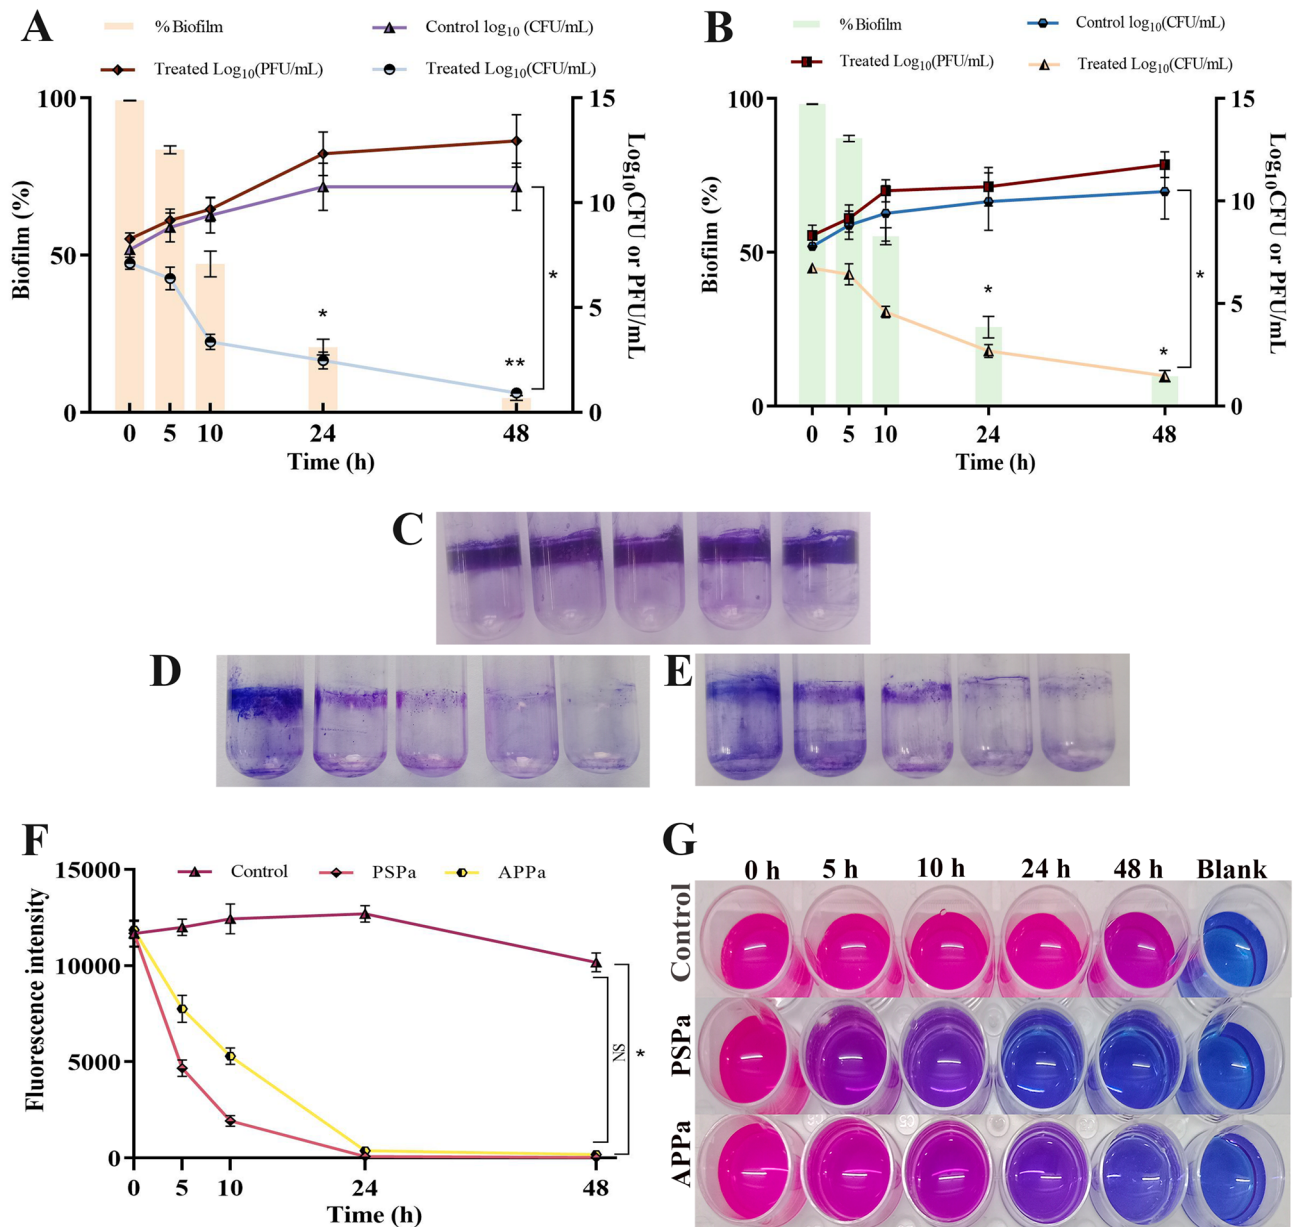 A
% Biofilm
Control log10 (CFU/mL)
Treated Log10(PFU/mL)
Treated Log10(CFU/mL)
100
50
0
Biofilm (%)
15
10
5
0
Log10CFU or PFU/mL
*
**
*
0 5 10 24 48
Time (h)
B
% Biofilm
Control log10(CFU/mL)
Treated Log10(PFU/mL)
Treated Log10(CFU/mL)
100
50
0
Biofilm (%)
15
10
5
0
Log10CFU or PFU/mL
*
*
*
0 5 10 24 48
Time (h)
C
D
E
F
Control PSPa APPa
15000
10000
5000
0
Fluorescence intensity
NS
*
0 5 10 24 48
Time (h)
G
0 h 5 h 10 h 24 h 48 h Blank
Control
PSPa
APPa